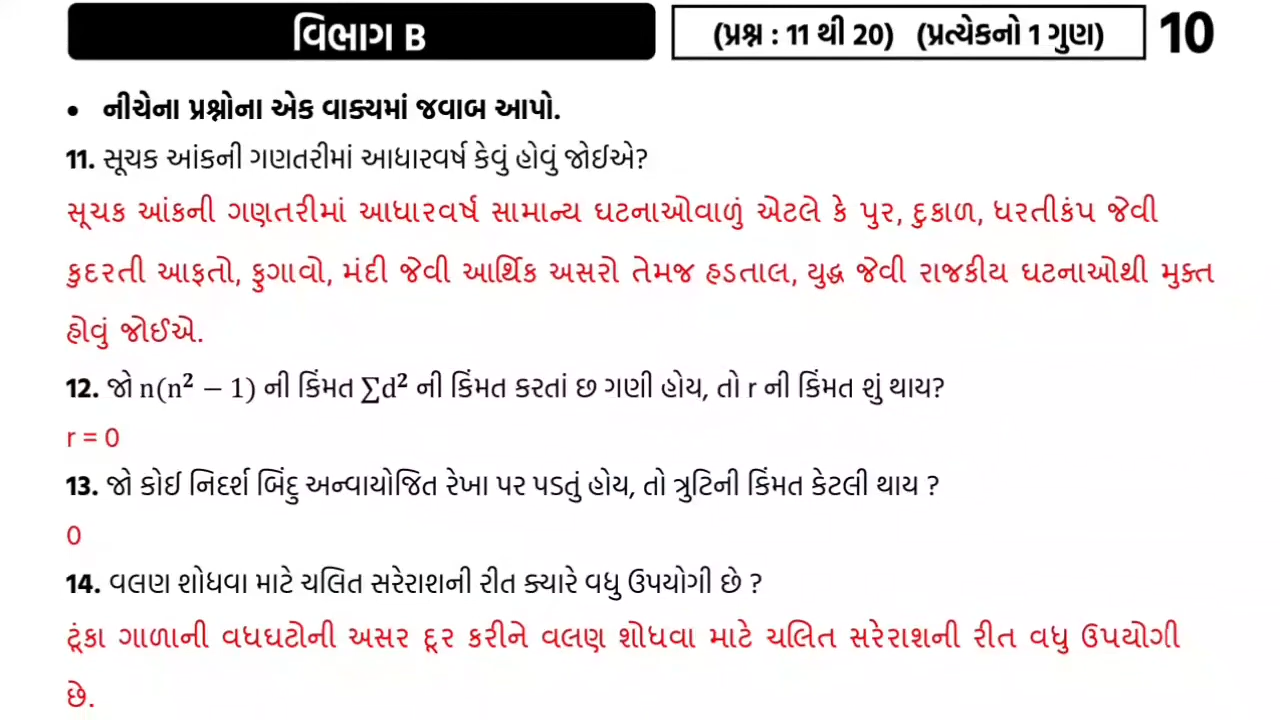 વિભાગ B
(પ્રશ્ન : 11 થી 20) (પ્રત્યેકનો 1 ગુણ) 10
• નીચેના પ્રશ્નોના એક વાક્યમાં જવાબ આપો.
11. સૂચક આંકની ગણતરીમાં આધારવર્ષ કેવું હોવું જોઈએ?
સૂચક આંકની ગણતરીમાં આધારવર્ષ સામાન્ય ઘટનાઓવાળું એટલે કે પુર, દુકાળ, ધરતીકંપ જેવી
કુદરતી આફતો, ફુગાવો, મંદી જેવી આર્થિક અસરો તેમજ હડતાલ, યુદ્ધ જેવી રાજકીય ઘટનાઓથી મુક્ત
હોવું જોઈએ.
12. જો n(n² − 1) ની કિંમત ∑d² ની કિંમત કરતાં છ ગણી હોય, તો r ની કિંમત શું થાય?
r = 0
13. જો કોઈ નિદર્શ બિંદુ અન્વાયોજિત રેખા પર પડતું હોય, તો ત્રુટિની કિંમત કેટલી થાય ?
0
14. વલણ શોધવા માટે ચલિત સરેરાશની રીત ક્યારે વધુ ઉપયોગી છે ?
ટૂંકા ગાળાની વધઘટોની અસર દૂર કરીને વલણ શોધવા માટે ચલિત સરેરાશની રીત વધુ ઉપયોગી
છે.